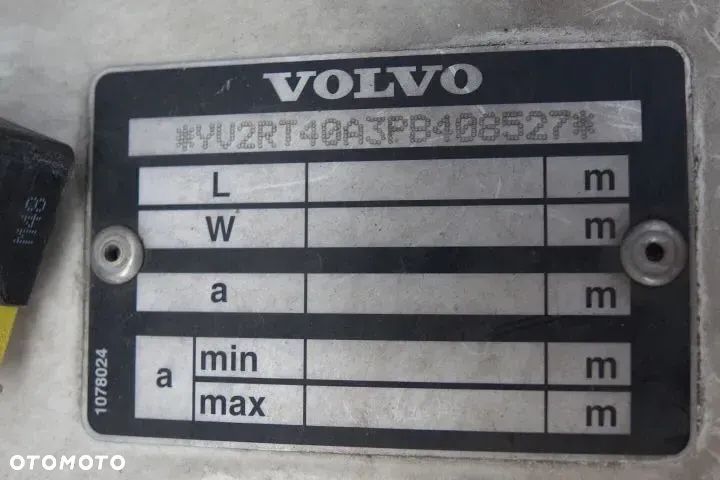 VOLVO
*YV2RT40A3PB408527*
L m
W m
a m
a min m
max m
1078024
OTOMOTO